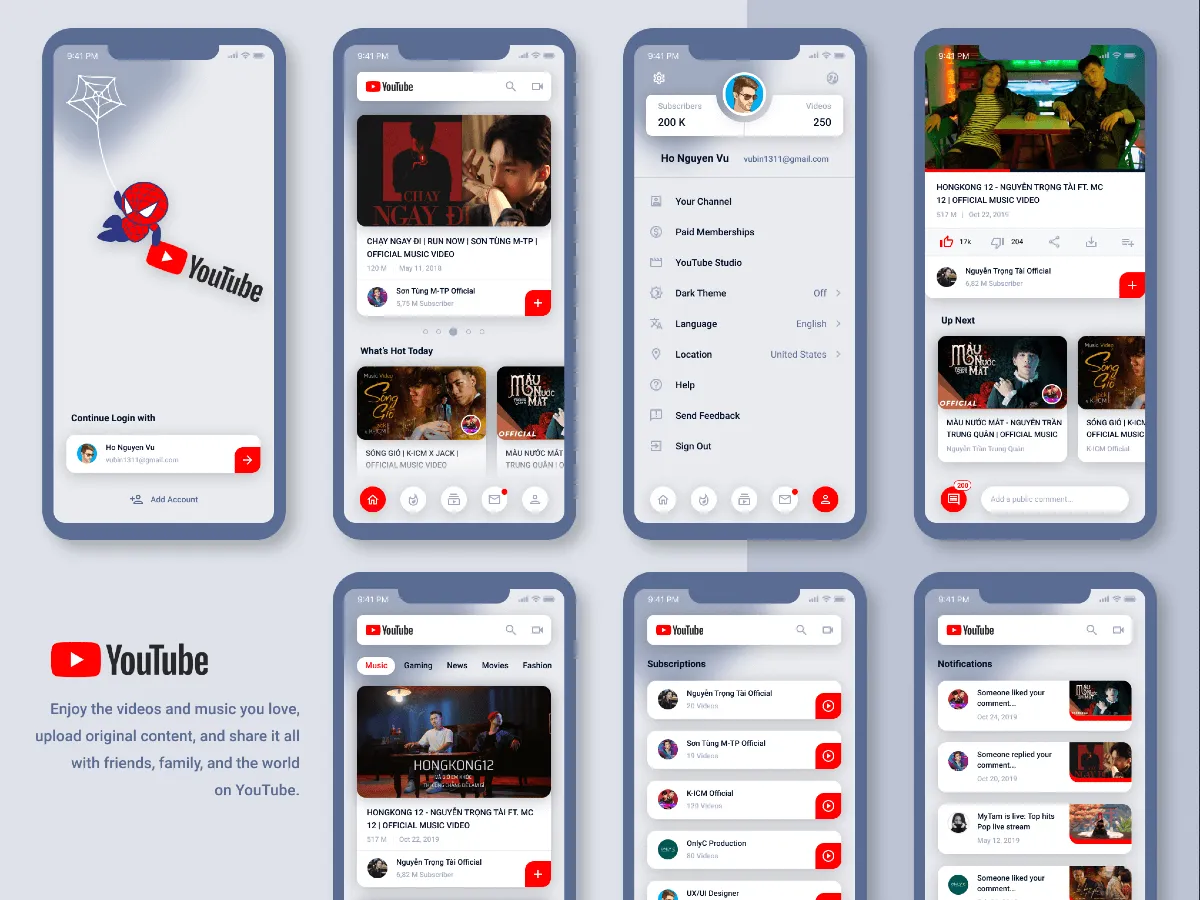 9:41 PM
YouTube
Continue Login with
Ho Nguyen Vu
vubin1311@gmail.com
Add Account
9:41 PM
YouTube
CHẠY
NGAY ĐI
CHẠY NGAY ĐI | RUN NOW | SƠN TÙNG M-TP |
OFFICIAL MUSIC VIDEO
120 M
May 11, 2018
Sơn Tùng M-TP Official
5,75 M Subscriber
What's Hot Today
Music Video
Sóng
Gió
MÀU NƯỚC
MẮT
OFFICIAL
SÓNG GIÓ | K-ICM X JACK |
OFFICIAL MUSIC VIDEO
MÀU NƯỚC MẮT
TRUNG QUÂN | O
9:41 PM
Subscribers
200 K
Videos
250
Ho Nguyen Vu
vubin1311@gmail.com
Your Channel
Paid Memberships
YouTube Studio
Dark Theme
Off
Language
English
Location
United States
Help
Send Feedback
Sign Out
9:41 PM
HONGKONG 12 - NGUYỄN TRỌNG TÀI FT. MC
12 | OFFICIAL MUSIC VIDEO
517 M | Oct 22, 2019
17k
204
Nguyễn Trọng Tài Official
6,82 M Subscriber
Up Next
MÀU NƯỚC
MẮT
OFFICIAL
Music Video
Sóng
Gió
MÀU NƯỚC MẮT - NGUYỄN TRẦN
TRUNG QUÂN | OFFICIAL MUSIC
Nguyễn Trần Trung Quân
SÓNG GIÓ | K-ICM
OFFICIAL MUSIC
K-ICM Official
200
Add a public comment...
YouTube
Enjoy the videos and music you love,
upload original content, and share it all
with friends, family, and the world
on YouTube.
9:41 PM
YouTube
Music
Gaming
News
Movies
Fashion
HONGKONG12
HONGKONG 12 - NGUYỄN TRỌNG TÀI FT. MC
12 | OFFICIAL MUSIC VIDEO
517 M
Oct 22, 2019
Nguyễn Trọng Tài Official
6,82 M Subscriber
9:41 PM
YouTube
Subscriptions
Nguyễn Trọng Tài Official
20 Videos
Sơn Tùng M-TP Official
19 Videos
K-ICM Official
120 Videos
OnlyC Production
80 Videos
UX/UI Designer
9:41 PM
YouTube
Notifications
Someone liked your
comment...
Oct 24, 2019
Someone replied your
comment...
Oct 20, 2019
MyTam is live: Top hits
Pop live stream
May 12, 2019
Someone liked your
comment...